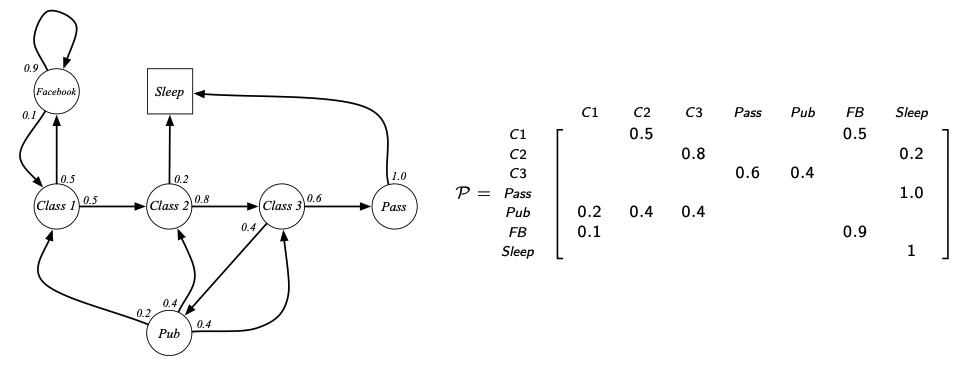 0.9
Facebook
Sleep
0.1
0.5
0.2
1.0
Class 1
0.5
Class 2
0.8
Class 3
0.6
Pass
0.4
0.2
0.4
0.4
Pub
C1 C2 C3 Pass Pub FB Sleep
C1 0.5 0.5
C2 0.8 0.2
C3 0.6 0.4
𝒫 = Pass 1.0
Pub 0.2 0.4 0.4
FB 0.1 0.9
Sleep 1